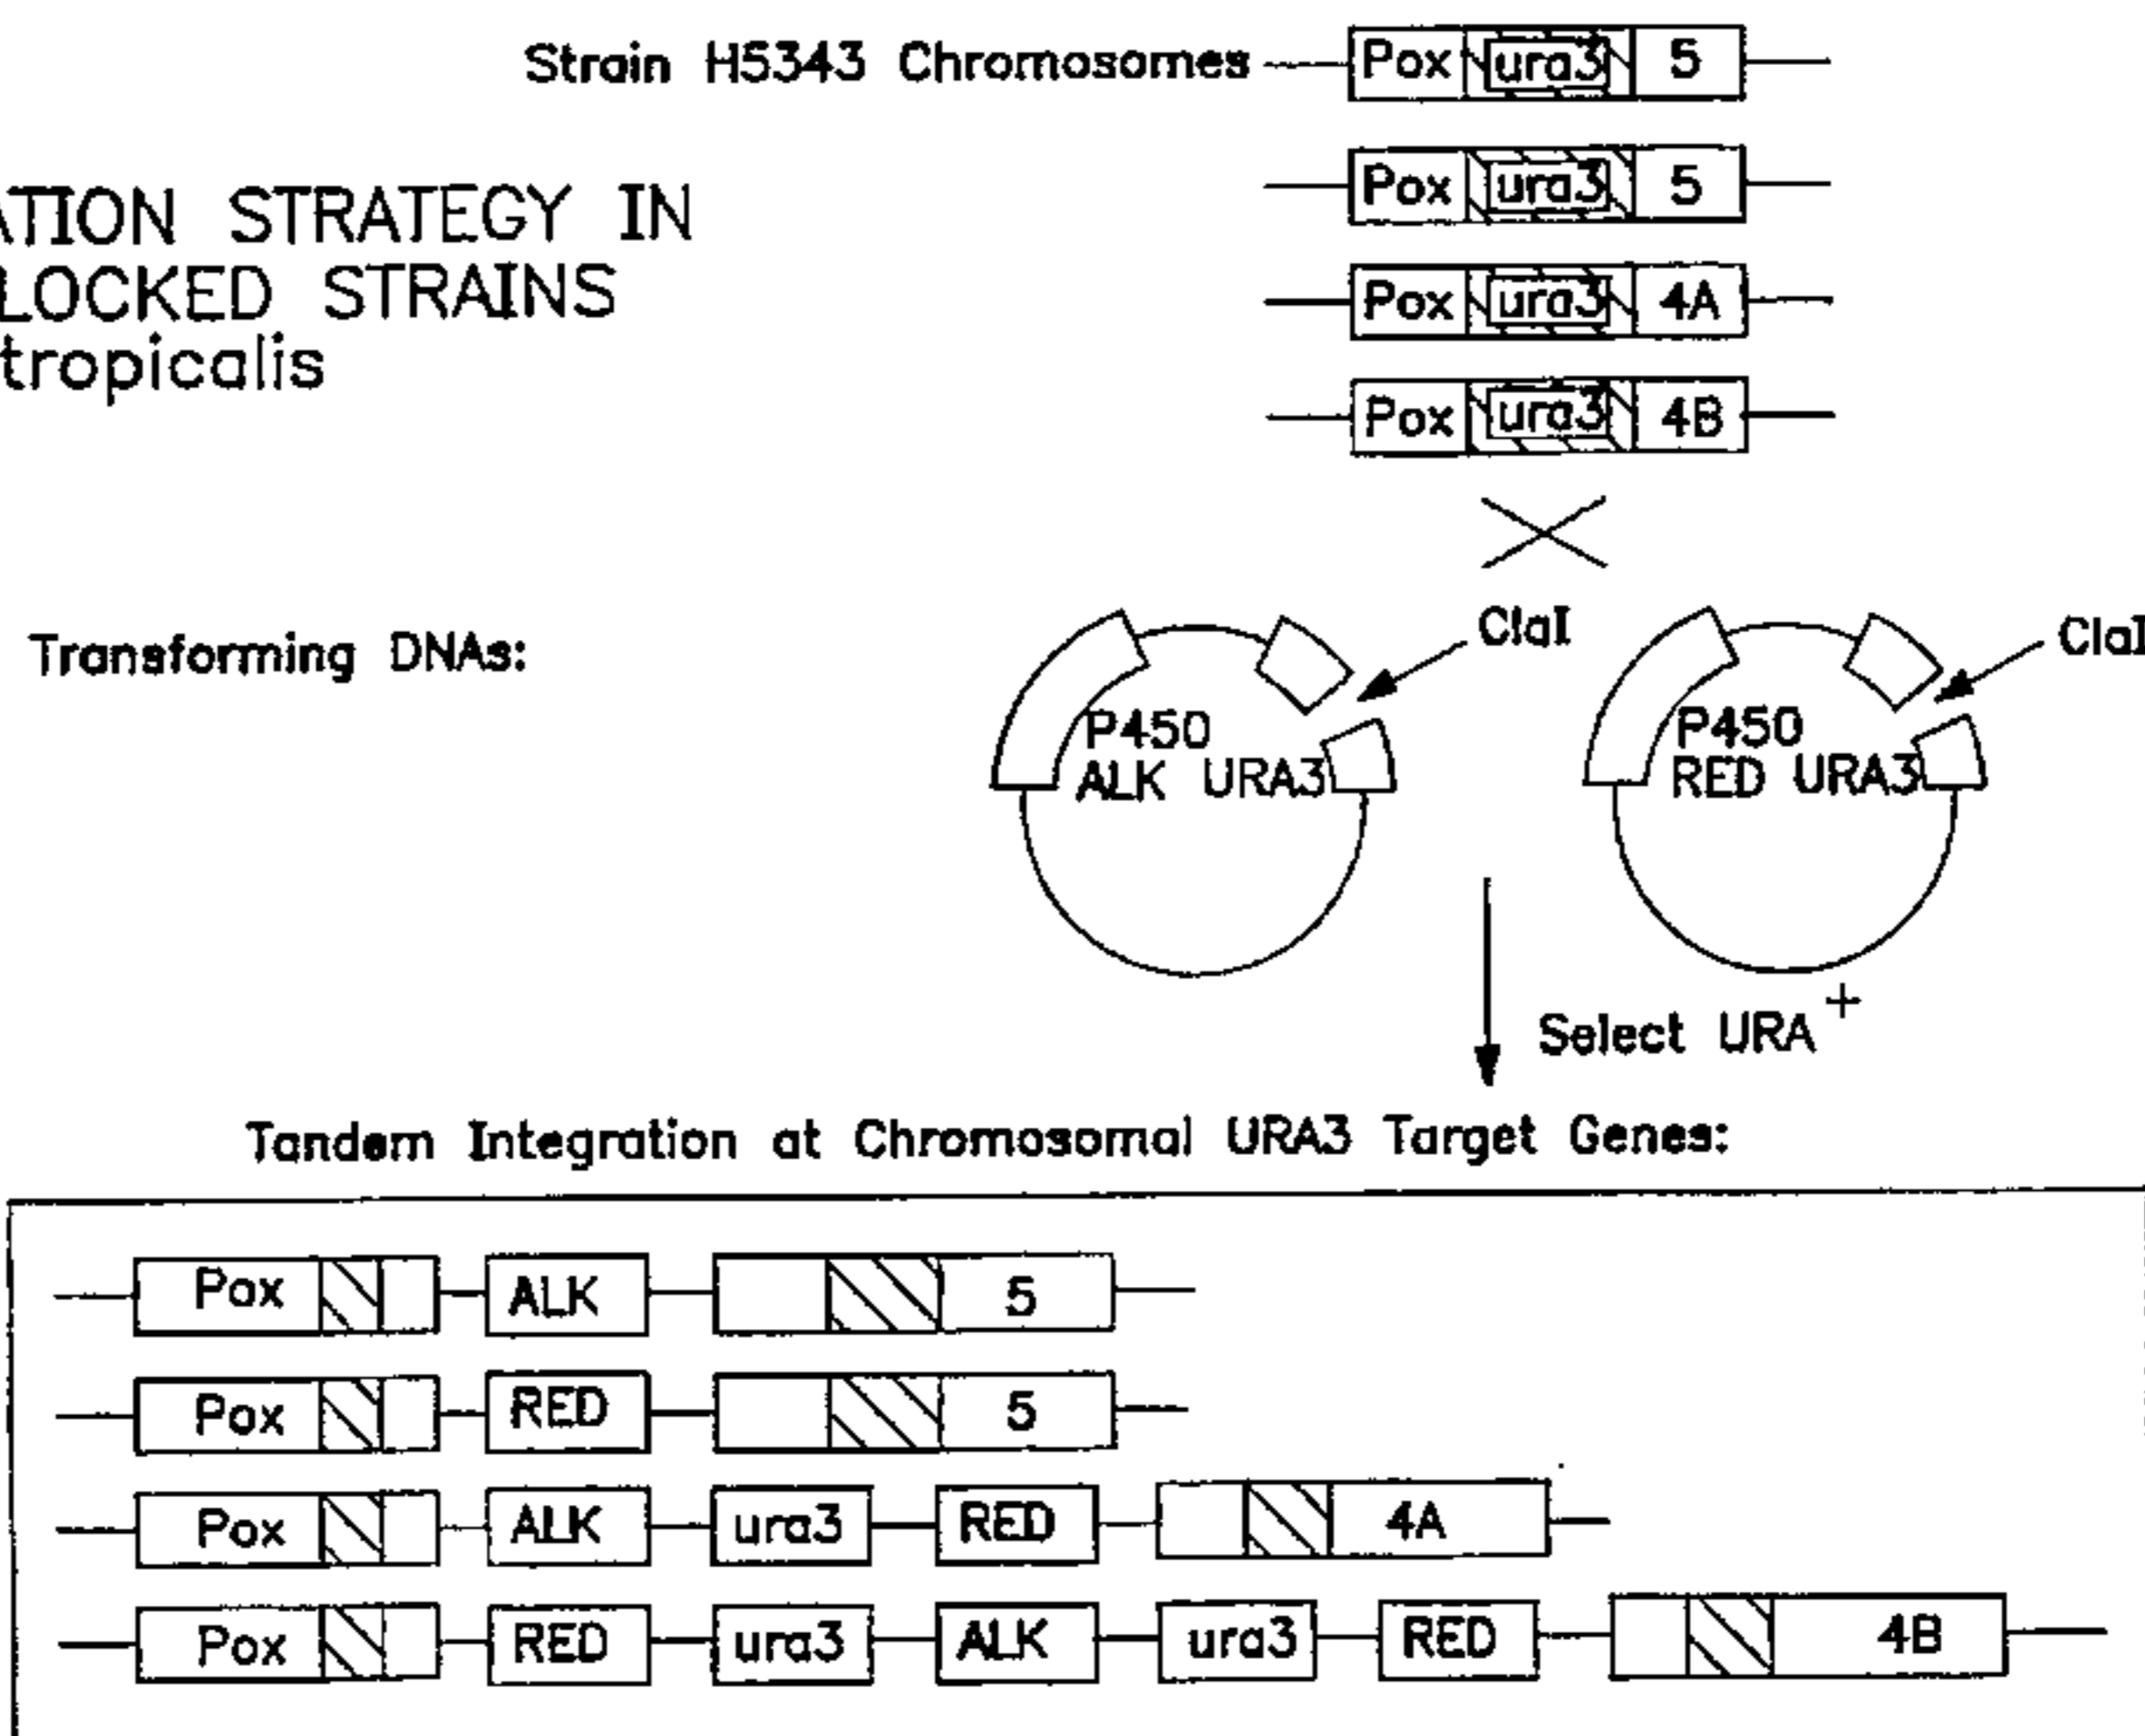 Strain H5343 Chromosomes
Pox ura3 5
Pox ura3 5
Pox ura3 4A
Pox ura3 4B
ATION STRATEGY IN
LOCKED STRAINS
tropicalis
Transforming DNAs:
ClaI
ClaI
P450
ALK URA3
P450
RED URA3
Select URA+
Tandem Integration at Chromosomal URA3 Target Genes:
Pox ALK 5
Pox RED 5
Pox ALK ura3 RED 4A
Pox RED ura3 ALK ura3 RED 4B